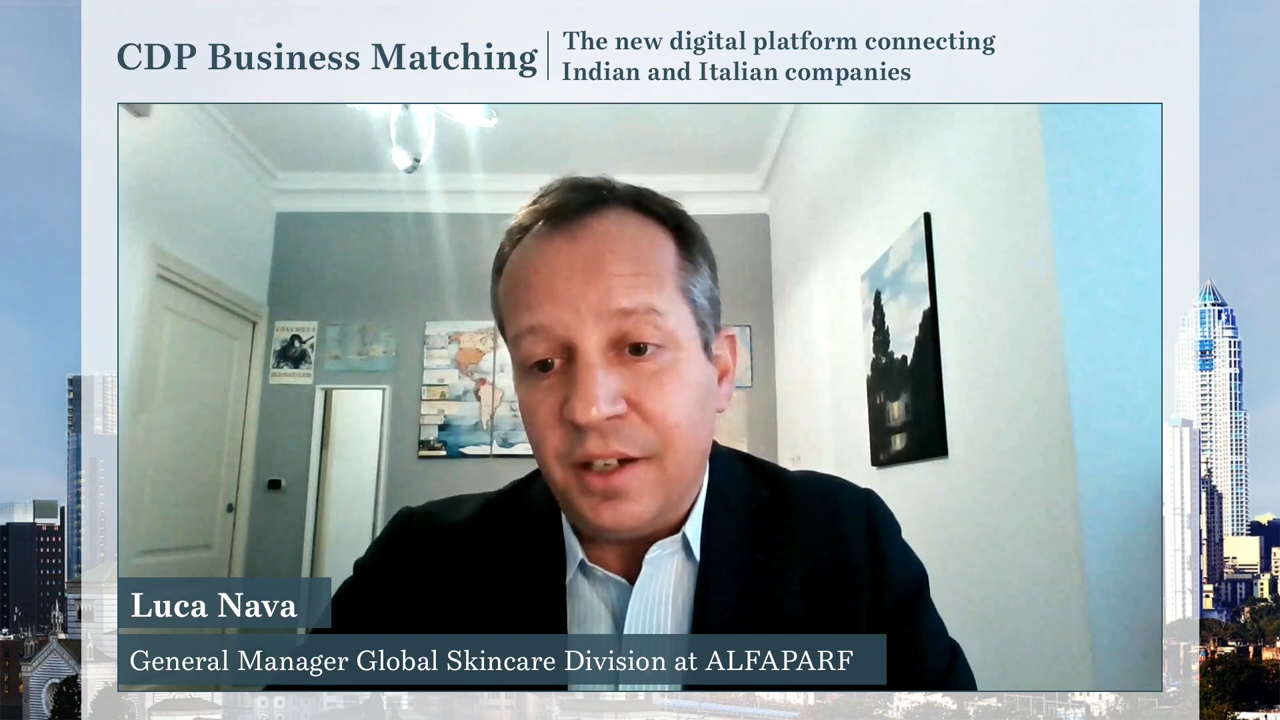 CDP Business Matching
The new digital platform connecting
Indian and Italian companies
Luca Nava
General Manager Global Skincare Division at ALFAPARF